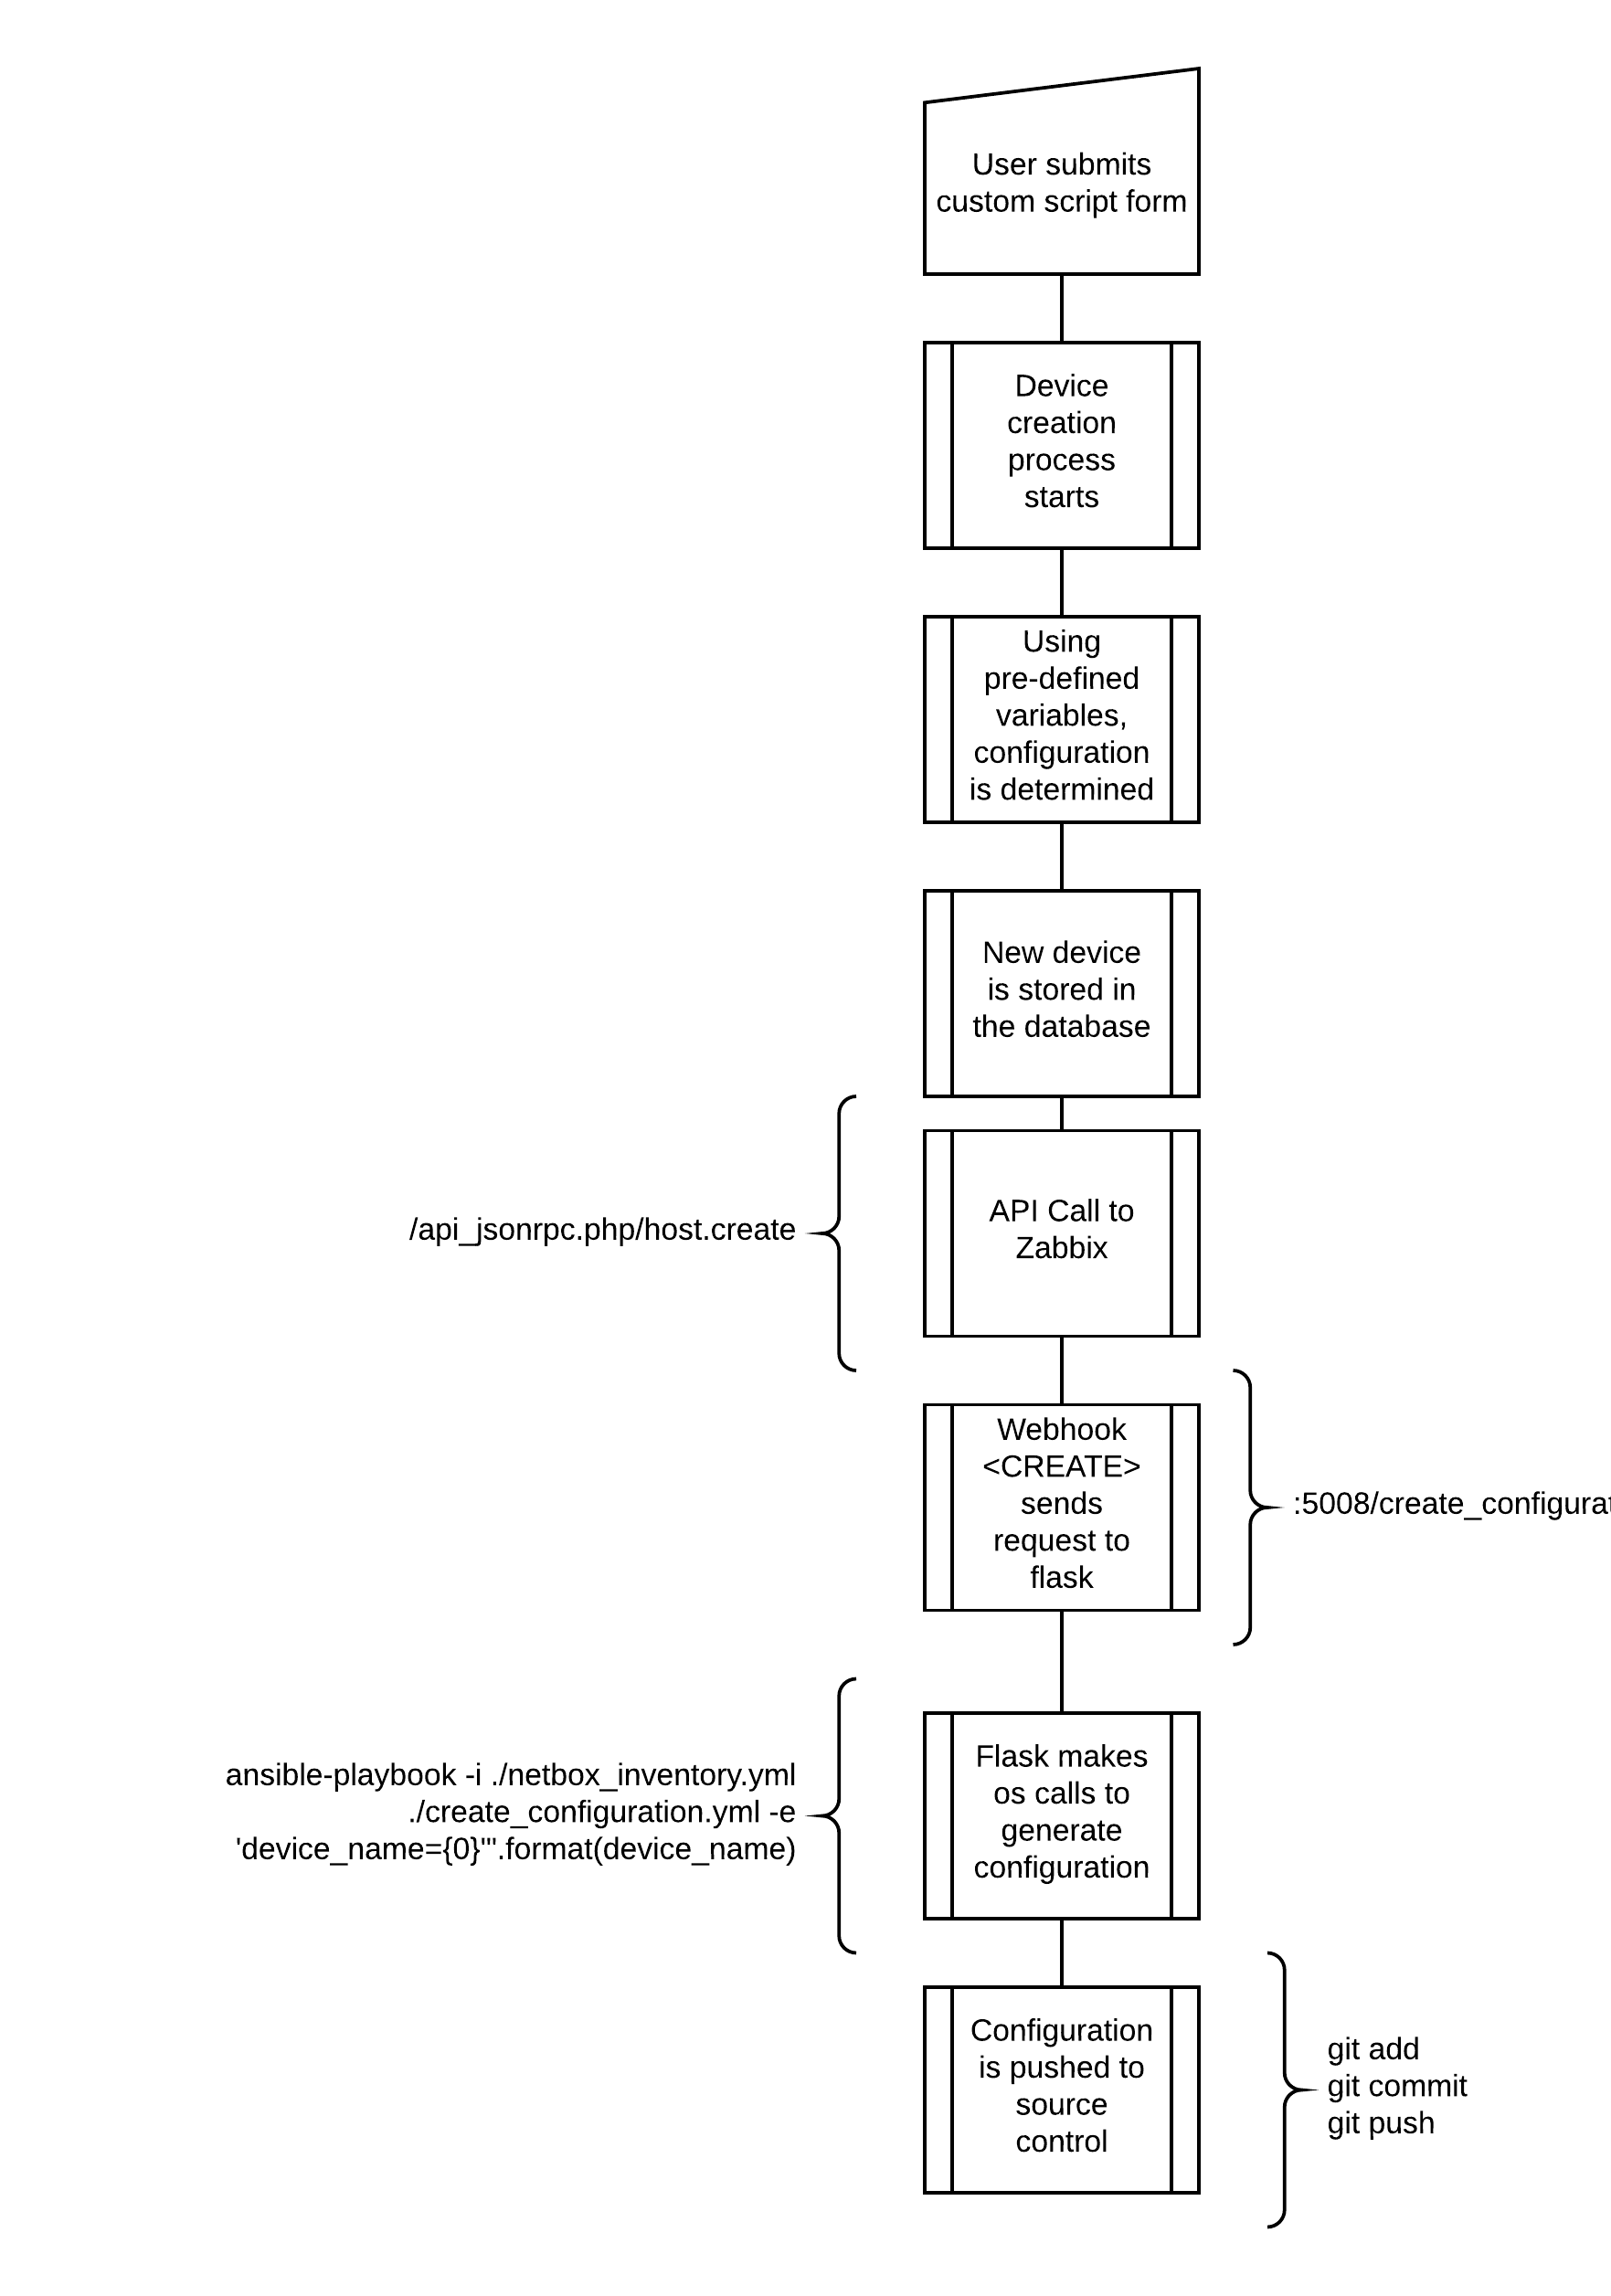 User submits
custom script form
Device
creation
process
starts
Using
pre-defined
variables,
configuration
is determined
New device
is stored in
the database
/api_jsonrpc.php/host.create
API Call to
Zabbix
Webhook
<CREATE>
sends
request to
flask
:5008/create_configurat
ansible-playbook -i ./netbox_inventory.yml
./create_configuration.yml -e
'device_name={0}'".format(device_name)
Flask makes
os calls to
generate
configuration
Configuration
is pushed to
source
control
git add
git commit
git push